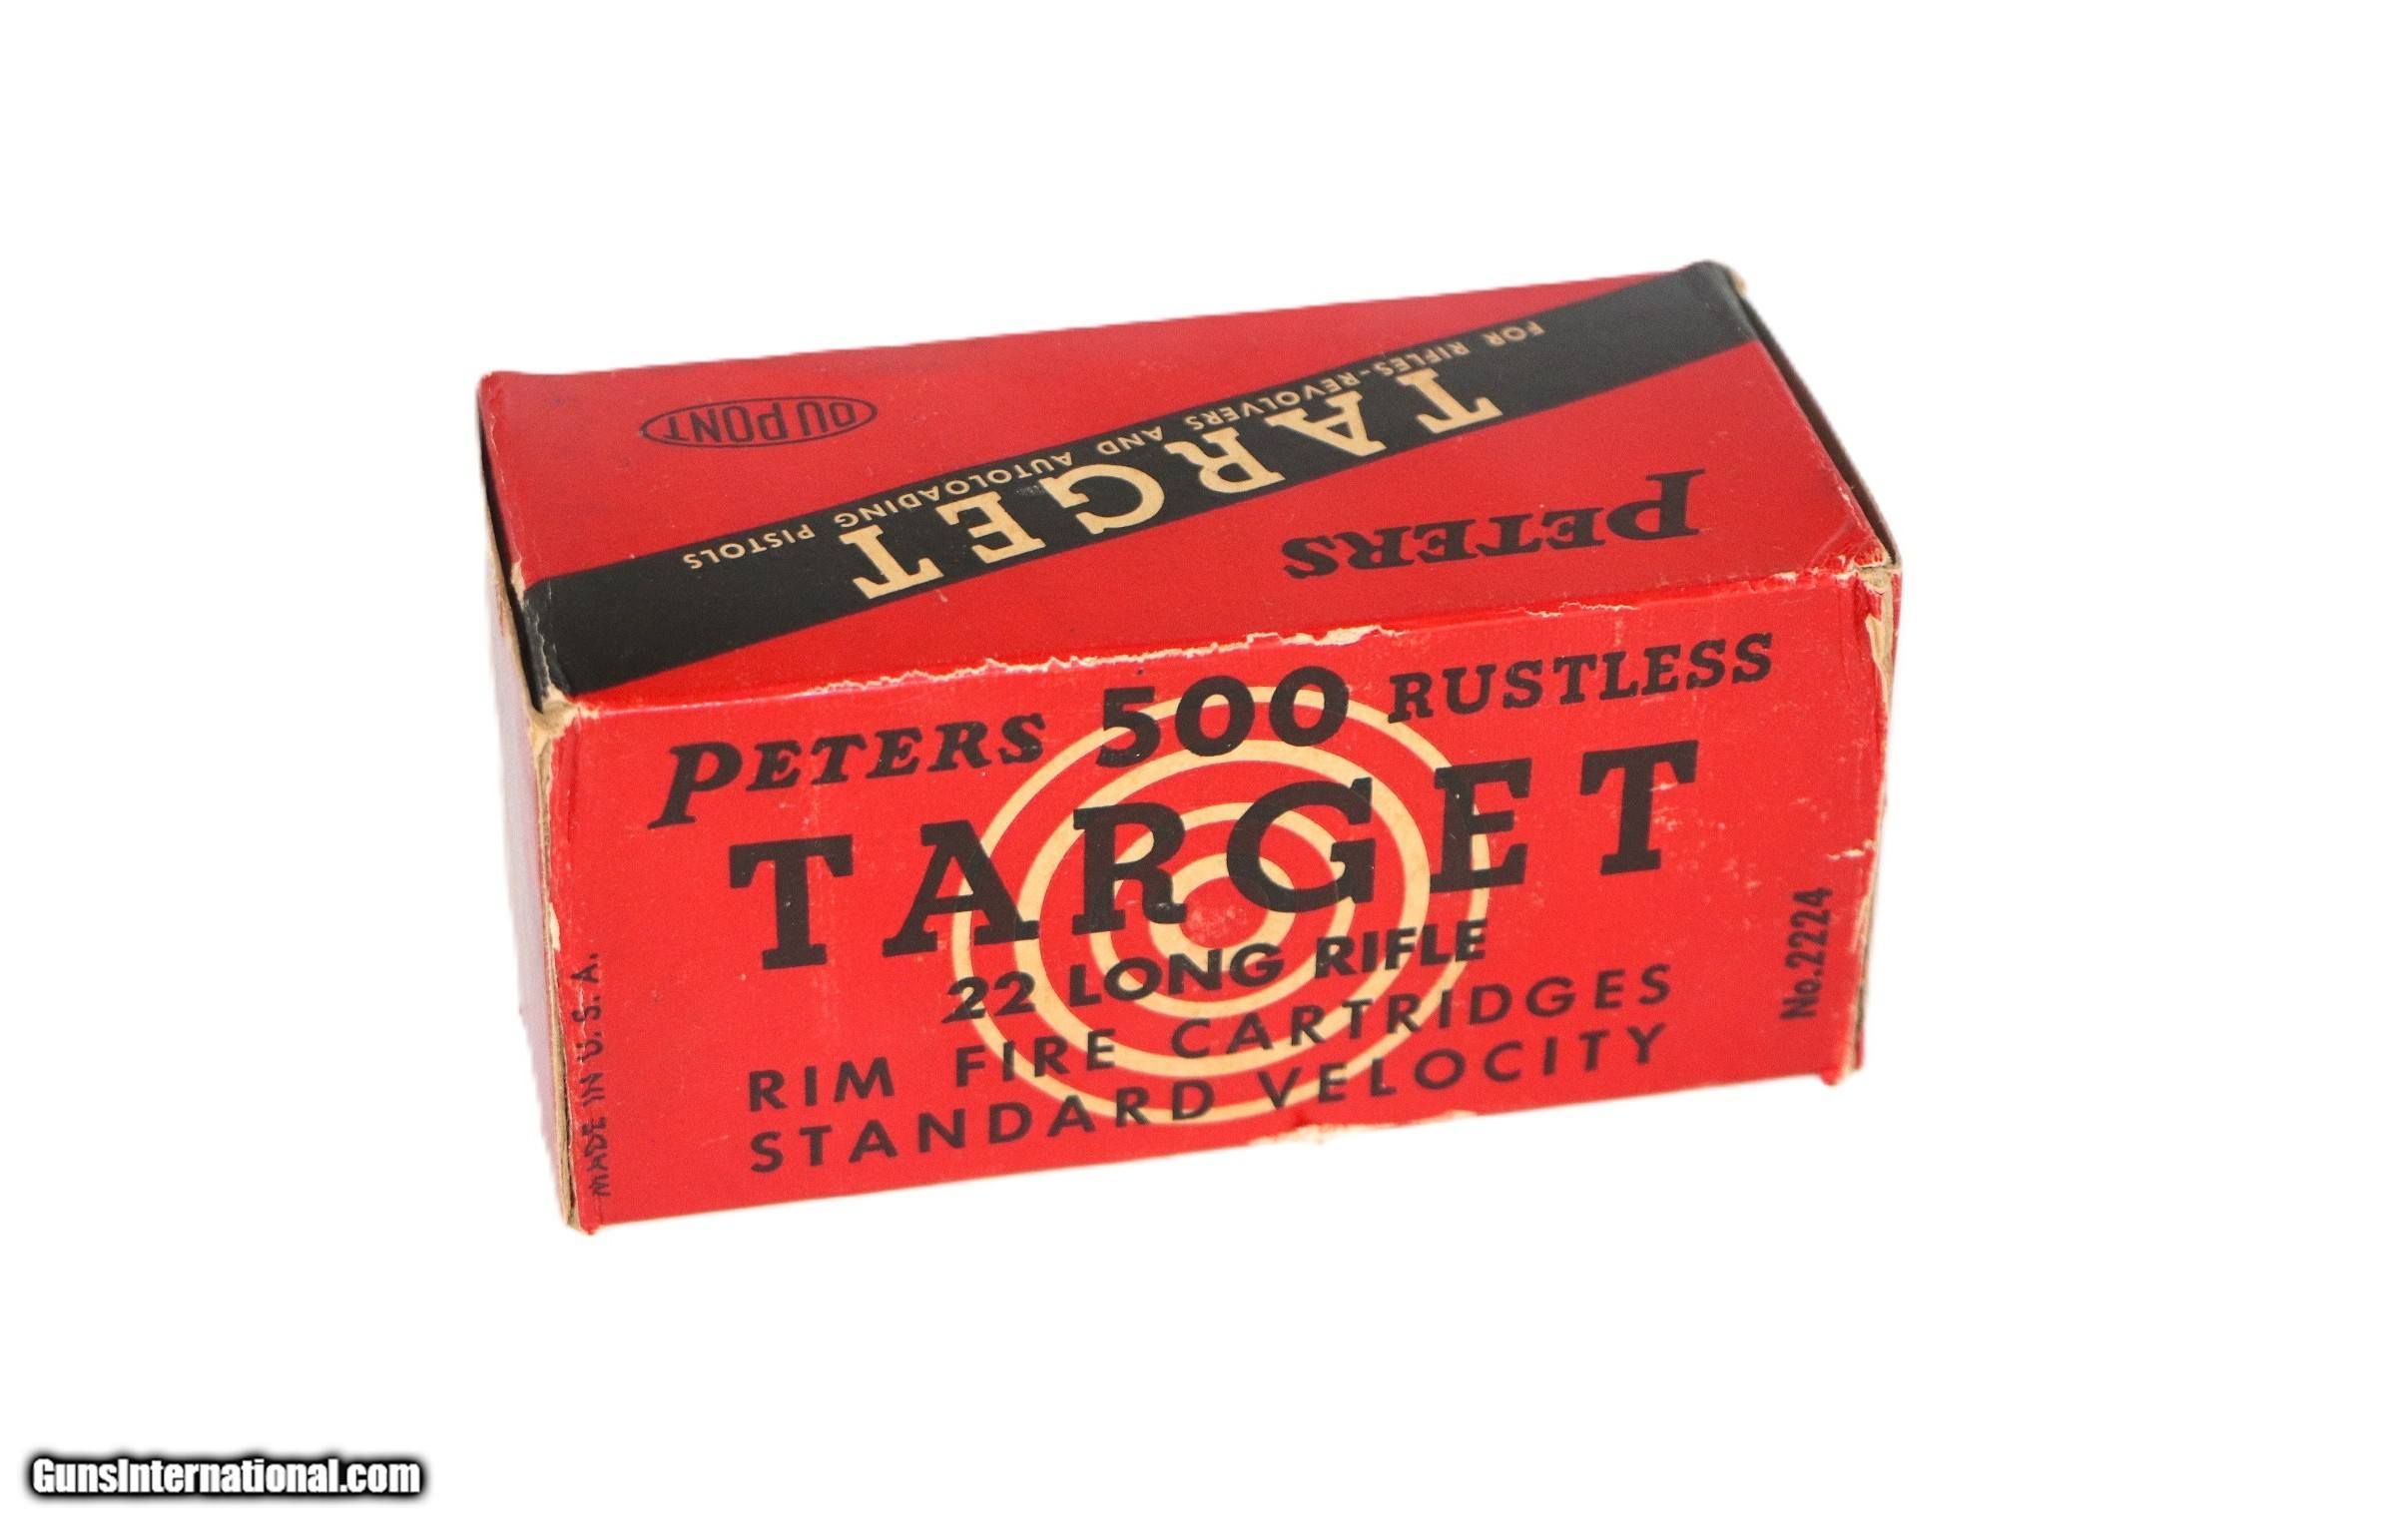 DU PONT
FOR RIFLES-REVOLVERS AND AUTOLOADING PISTOLS
TARGET
PETERS
PETERS 500 RUSTLESS
TARGET
22 LONG RIFLE
RIM FIRE CARTRIDGES
STANDARD VELOCITY
MADE IN U.S.A.
No.2224
GunsInternational.com